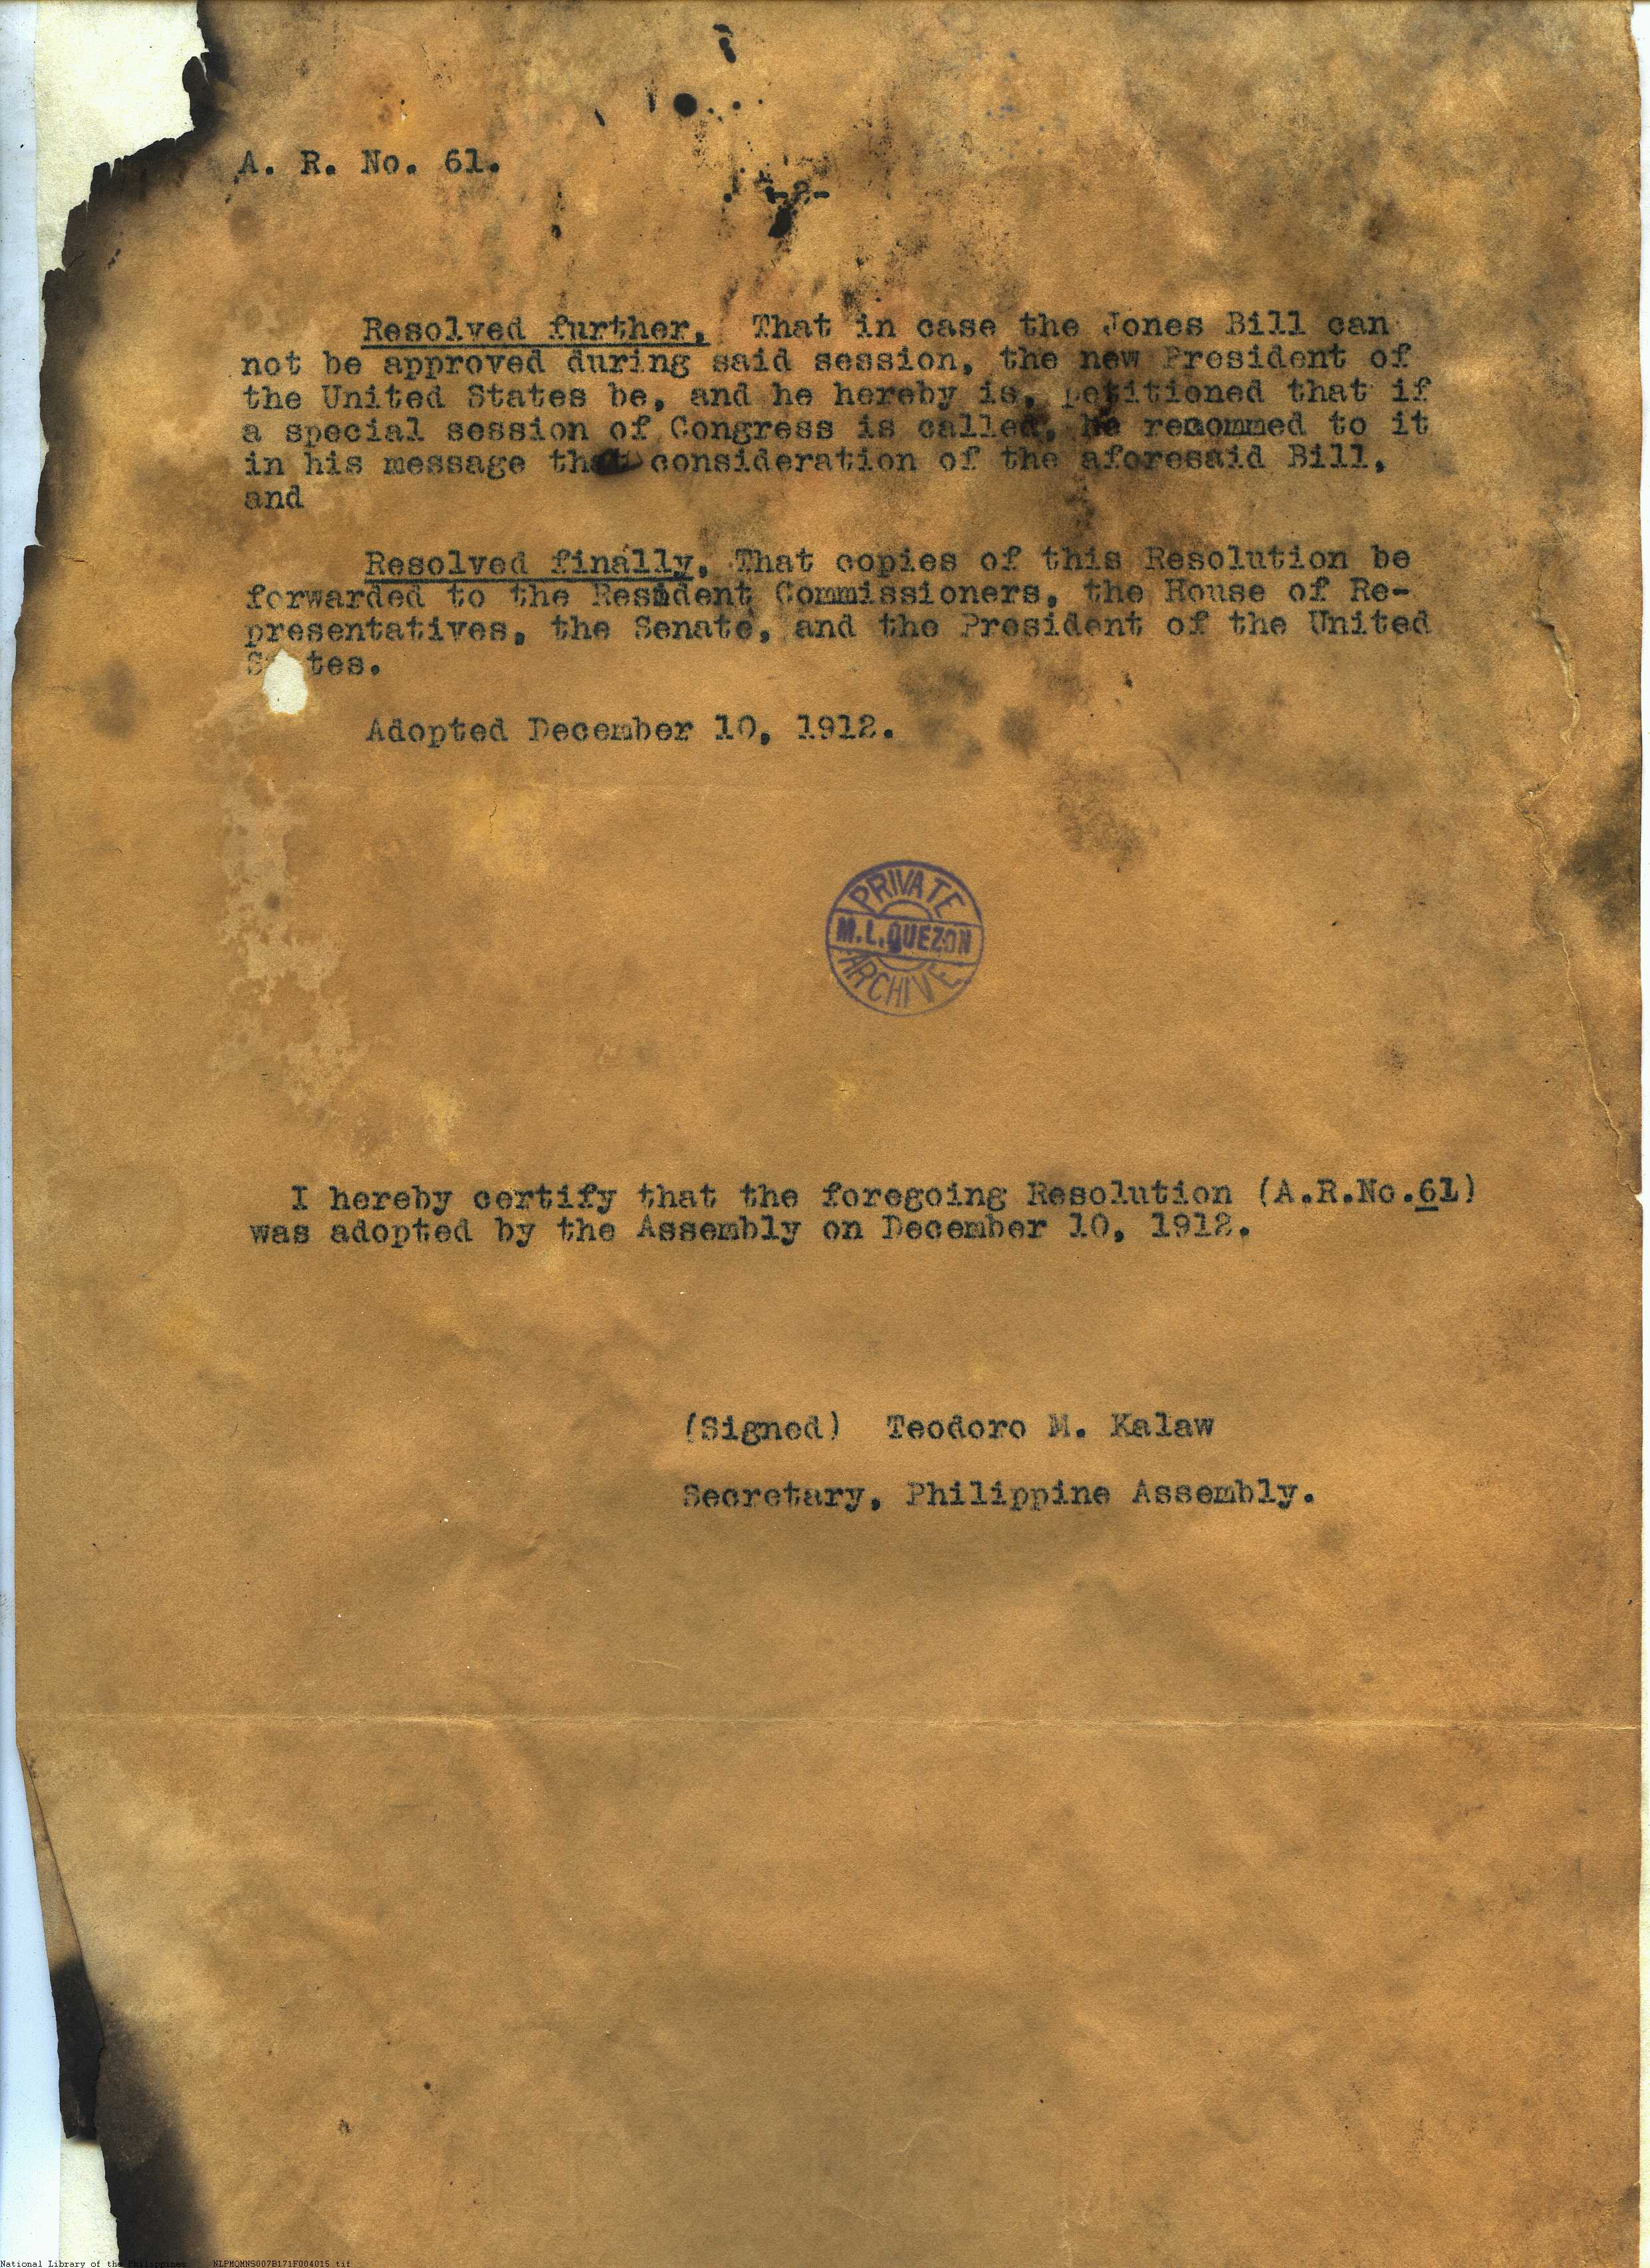 A. R. No. 61.
-2-
Resolved further, That in case the Jones Bill can
not be approved during said session, the new President of
the United States be, and he hereby is, petitioned that if
a special session of Congress is called, he recommed to it
in his message that consideration of the aforesaid Bill,
and
Resolved finally, That copies of this Resolution be
forwarded to the Resident Commissioners, the House of Re-
presentatives, the Senate, and the President of the United
S tes.
Adopted December 10, 1912.
PRIVATE
M.L.QUEZON
ARCHIVE
I hereby certify that the foregoing Resolution (A.R.No.61)
was adopted by the Assembly on December 10, 1912.
(Signed) Teodoro M. Kalaw
Secretary, Philippine Assembly.
National Library of the Philippines NLPMQMNS007B171F004015.tif